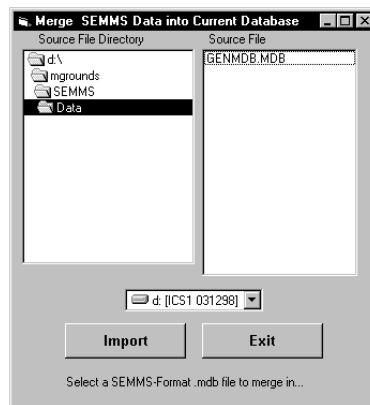 Merge SEMMS Data into Current Database
Source File Directory
Source File
d:\
mgrounds
SEMMS
Data
GENMDB.MDB
d: [ICS1 031298]
Import
Exit
Select a SEMMS-Format .mdb file to merge in...